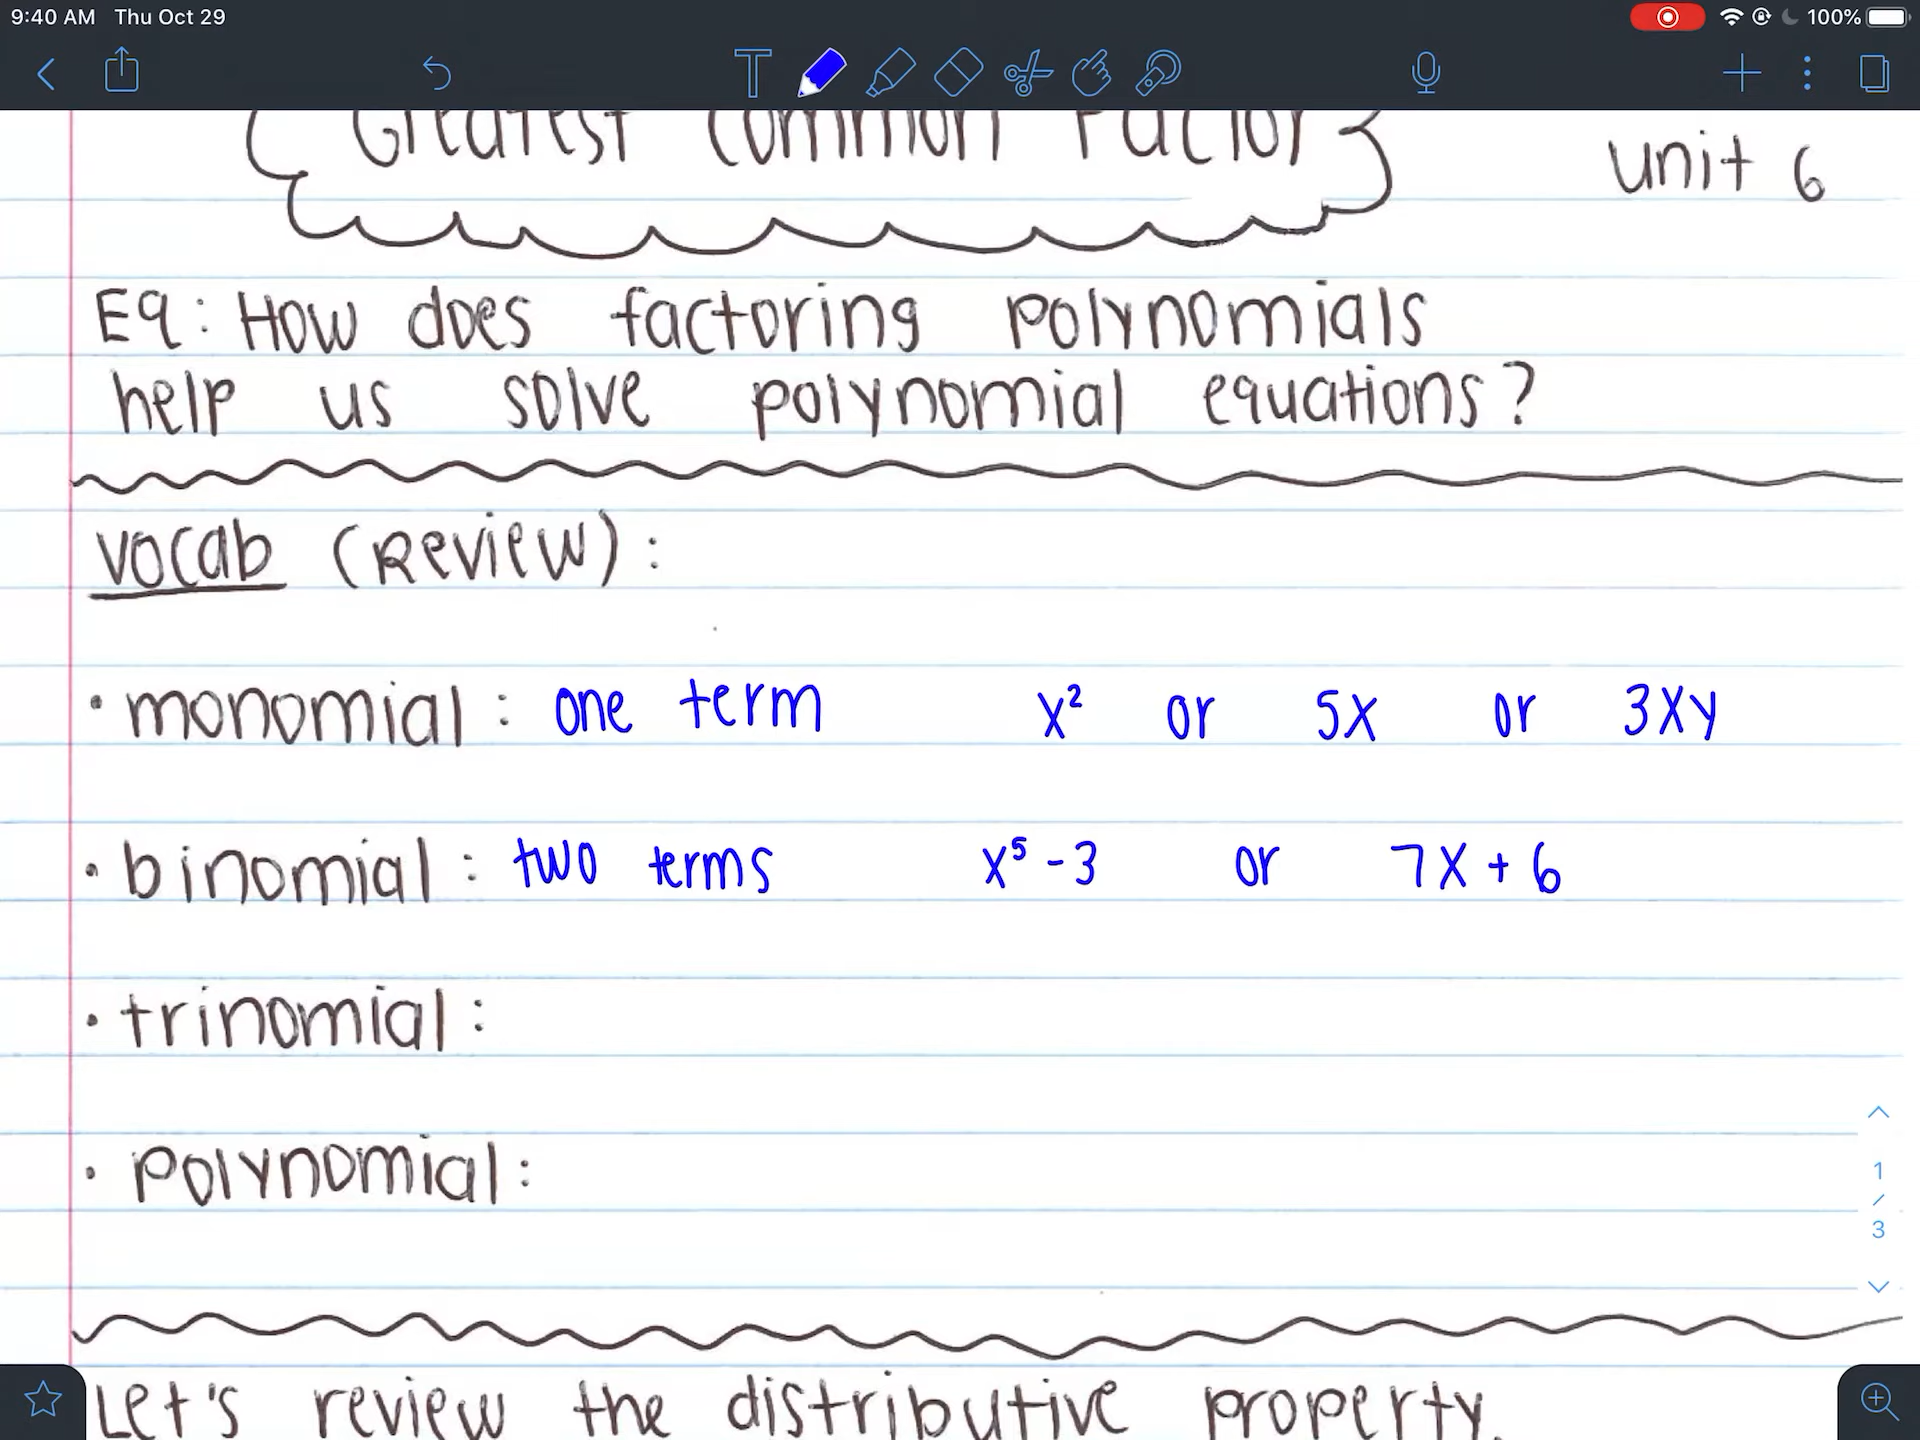 9:40 AM Thu Oct 29 100%
T
Greatest Common Factor
unit 6
EQ: How does factoring polynomials
help us solve polynomial equations?
vocab (Review):
• monomial: one term x² or 5x or 3xy
• binomial: two terms x⁵ - 3 or 7x + 6
• trinomial:
• polynomial:
1
/
3
Let's review the distributive property.